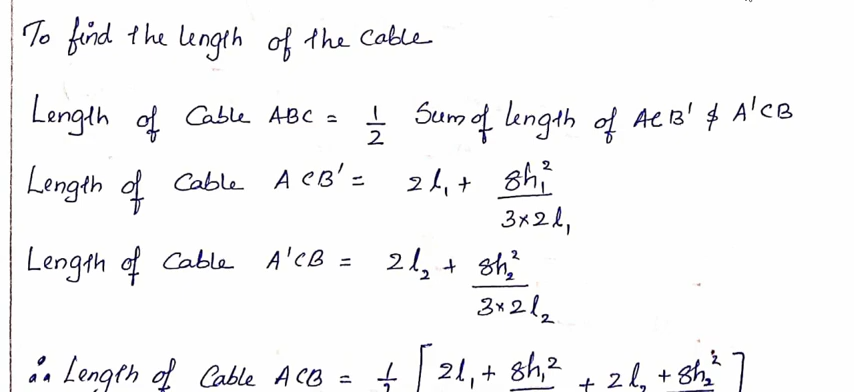 To find the length of the Cable
Length of Cable ABC = 1/2 Sum of length of ACB' & A'CB
Length of Cable ACB' = 2l₁ + 8h₁²/3×2l₁
Length of Cable A'CB = 2l₂ + 8h₂²/3×2l₂
∴ Length of Cable ACB = [ 2l₁ + 8h₁² + 2l₂ + 8h₂² ]